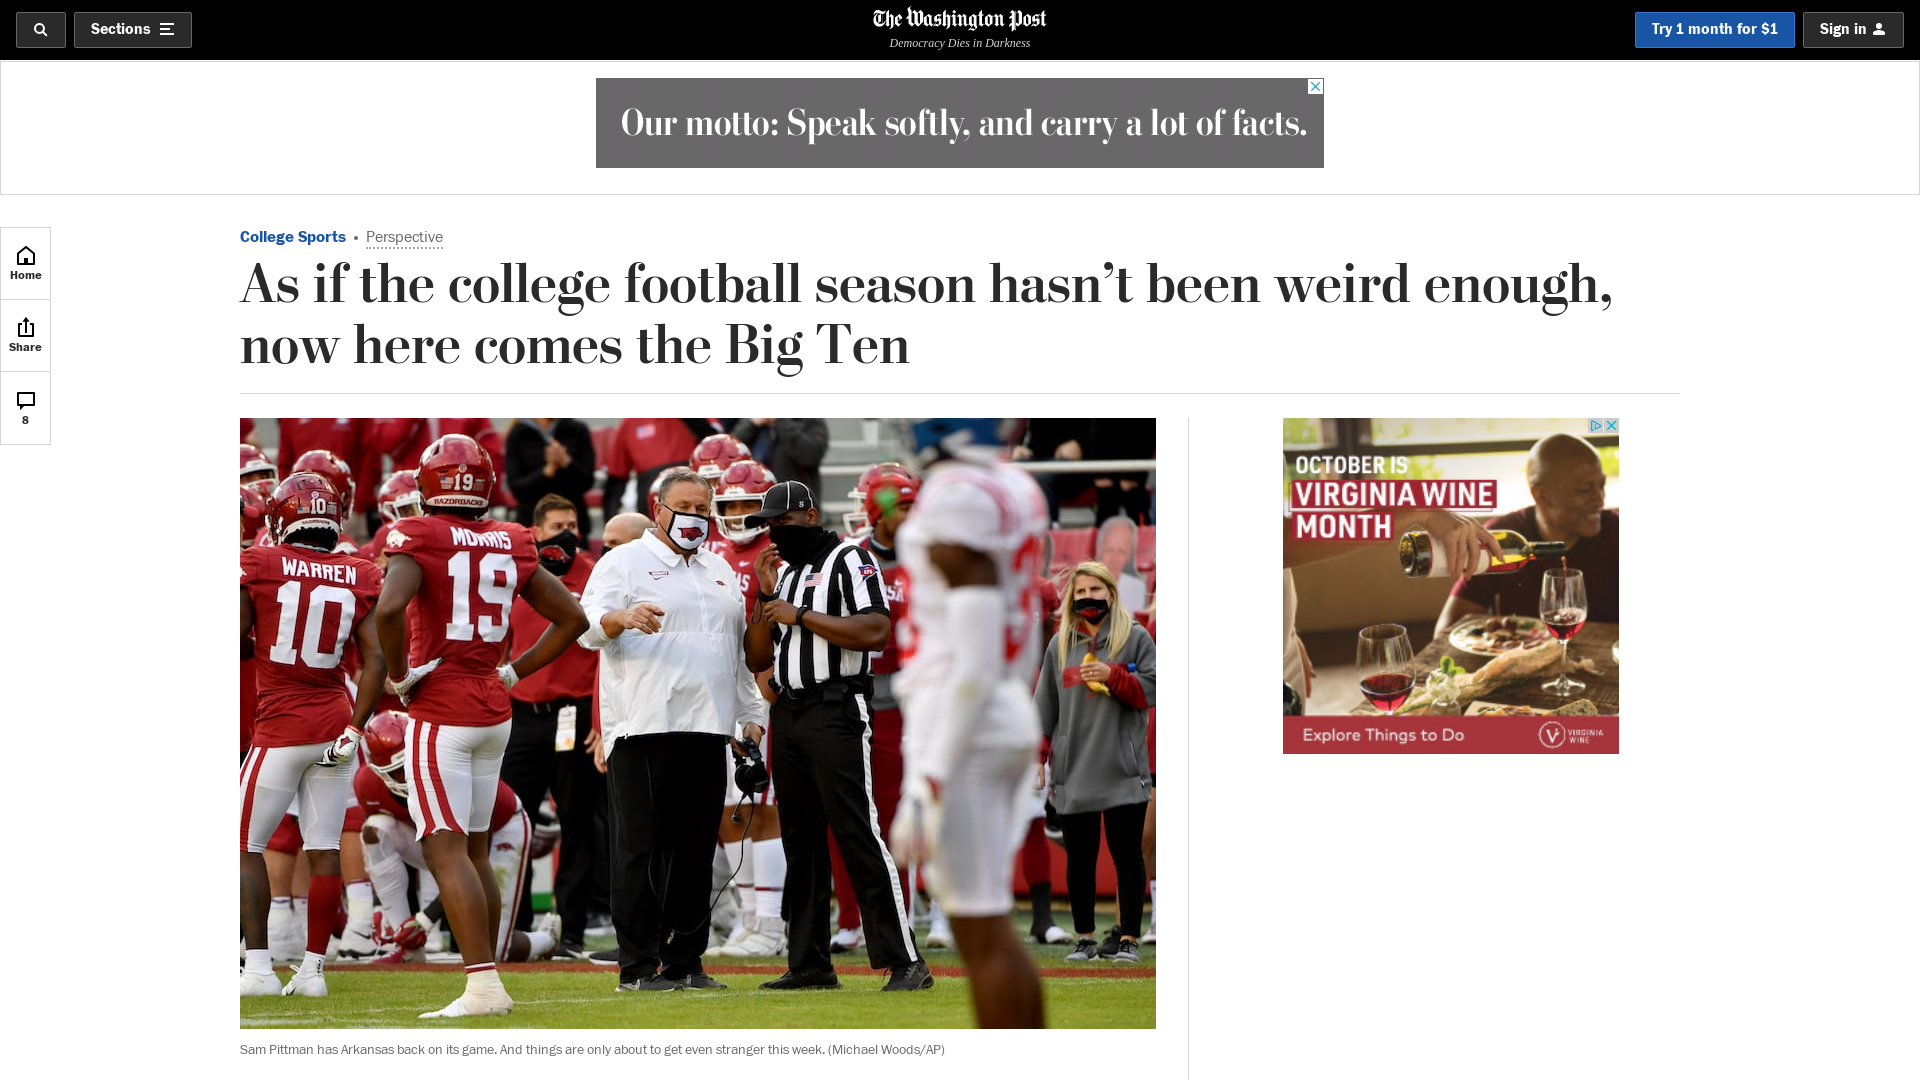 Sections
The Washington Post
Democracy Dies in Darkness
Try 1 month for $1
Sign in
Our motto: Speak softly, and carry a lot of facts.
Home
Share
8
College Sports • Perspective
As if the college football season hasn't been weird enough,
now here comes the Big Ten
10
19
RAZORBACKS
WARREN
10
MORRIS
19
S
OCTOBER IS
VIRGINIA WINE
MONTH
Explore Things to Do
VIRGINIA
WINE
Sam Pittman has Arkansas back on its game. And things are only about to get even stranger this week. (Michael Woods/AP)